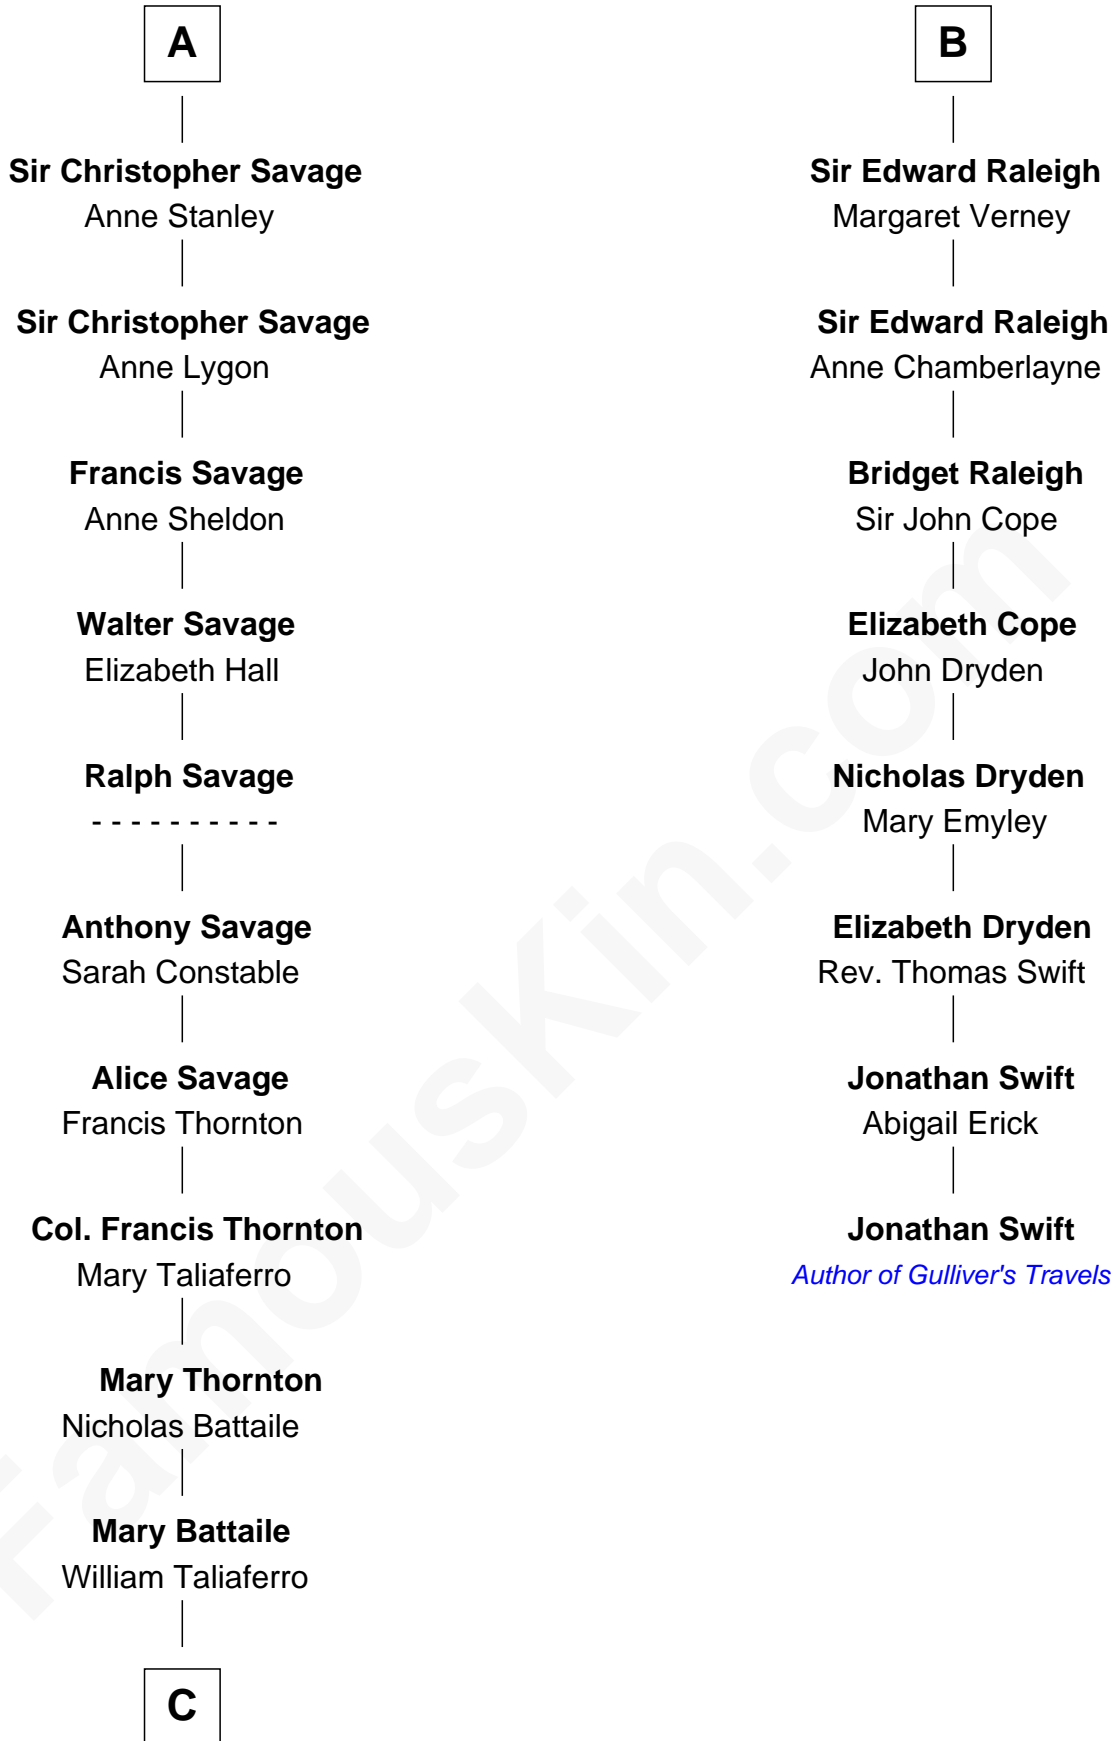 A
Sir Christopher Savage
Anne Stanley
Sir Christopher Savage
Anne Lygon
Francis Savage
Anne Sheldon
Walter Savage
Elizabeth Hall
Ralph Savage
- - - - - - - - - -
Anthony Savage
Sarah Constable
Alice Savage
Francis Thornton
Col. Francis Thornton
Mary Taliaferro
Mary Thornton
Nicholas Battaile
Mary Battaile
William Taliaferro
C
B
Sir Edward Raleigh
Margaret Verney
Sir Edward Raleigh
Anne Chamberlayne
Bridget Raleigh
Sir John Cope
Elizabeth Cope
John Dryden
Nicholas Dryden
Mary Emyley
Elizabeth Dryden
Rev. Thomas Swift
Jonathan Swift
Abigail Erick
Jonathan Swift
Author of Gulliver's Travels
FamousKin.com